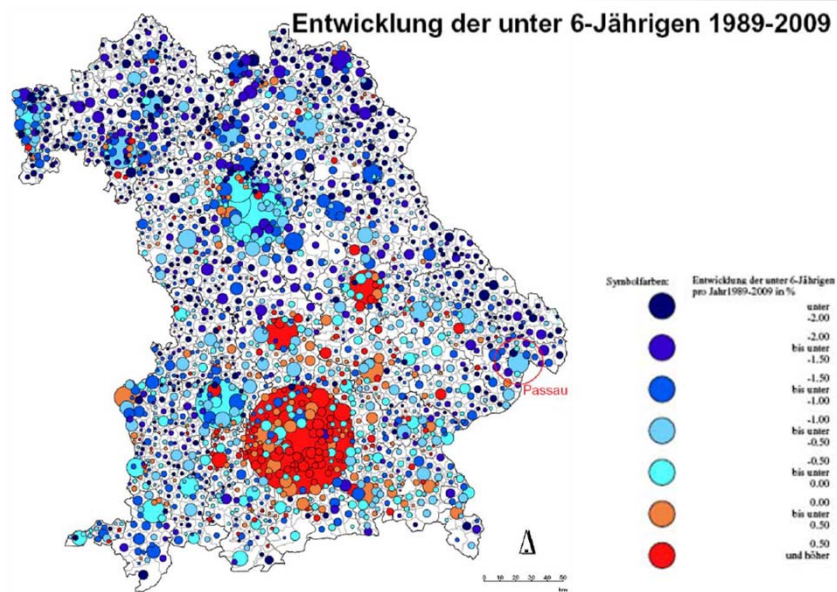 Entwicklung der unter 6-Jährigen 1989-2009
Passau
Symbolfarben:
Entwicklung der unter 6-Jährigen
pro Jahr1989-2009 in %
unter
-2.00
-2.00
bis unter
-1.50
-1.50
bis unter
-1.00
-1.00
bis unter
-0.50
-0.50
bis unter
0.00
0.00
bis unter
0.50
0.50
und höher
0 10 20 30 40 50
km